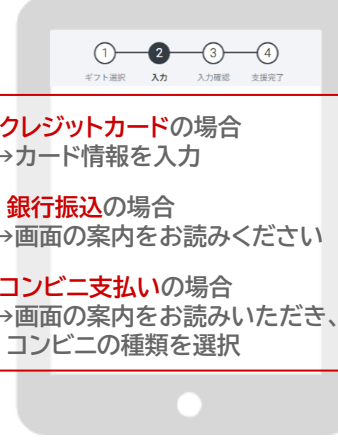 1 2 3 4
ギフト選択 入力 入力確認 支援完了
クレジットカードの場合
→カード情報を入力
銀行振込の場合
→画面の案内をお読みください
コンビニ支払いの場合
→画面の案内をお読みいただき、
コンビニの種類を選択